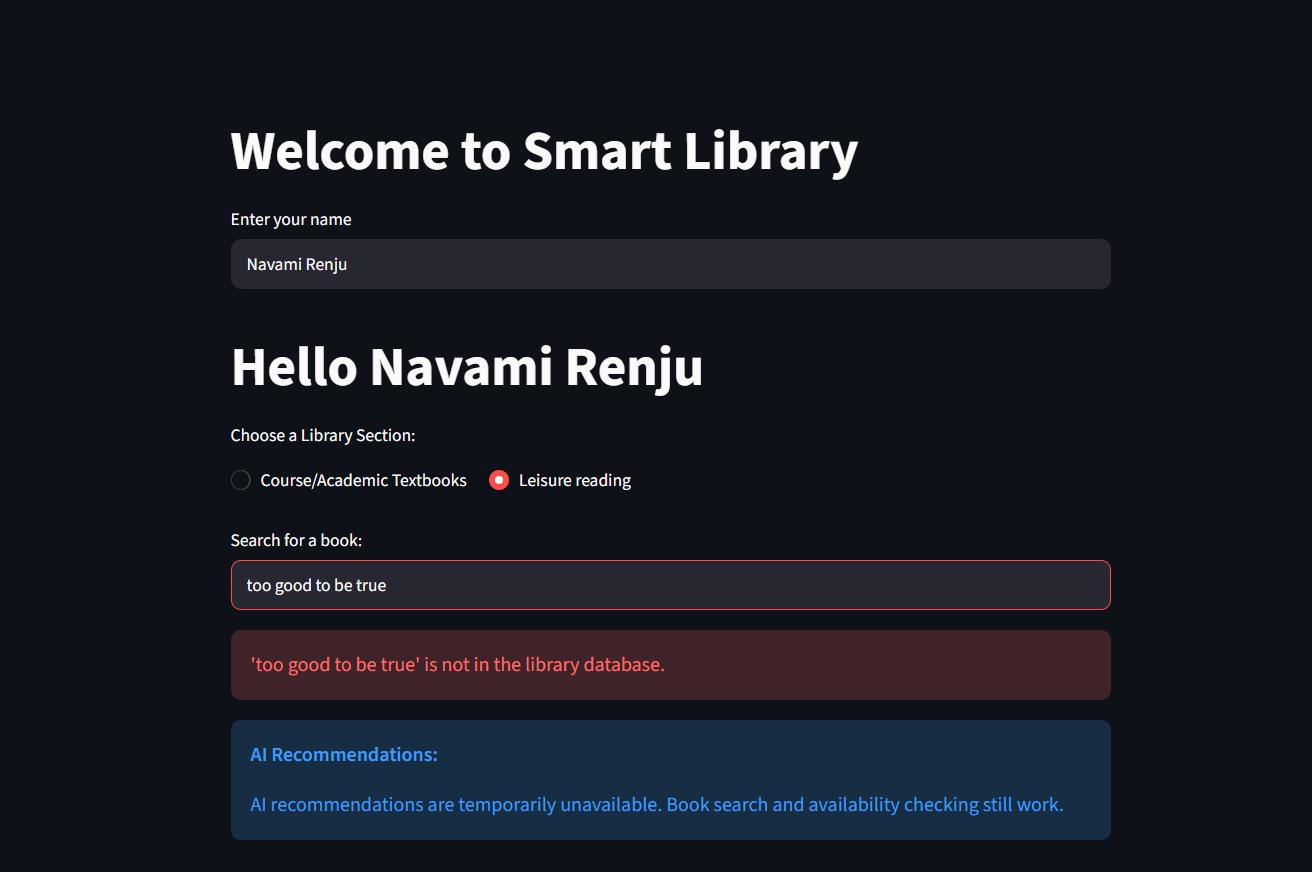 Welcome to Smart Library
Enter your name
Navami Renju
Hello Navami Renju
Choose a Library Section:
Course/Academic Textbooks Leisure reading
Search for a book:
too good to be true
'too good to be true' is not in the library database.
AI Recommendations:
AI recommendations are temporarily unavailable. Book search and availability checking still work.